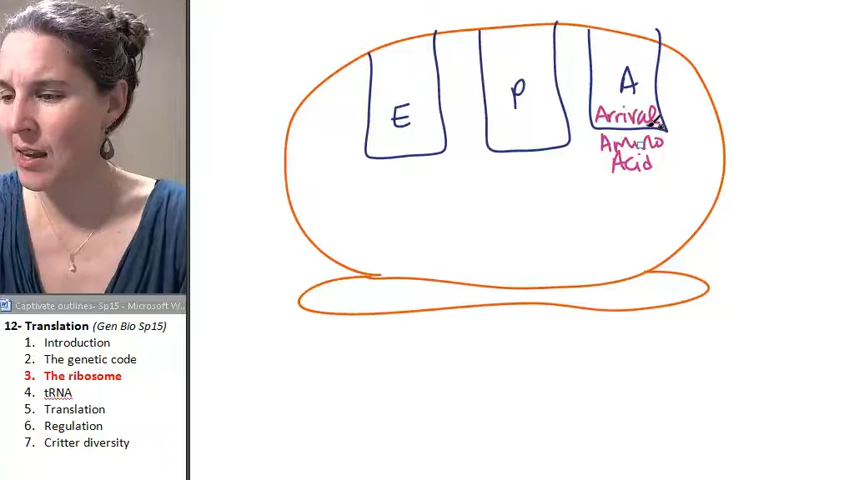 E
P
A
Arrival
Amino
Acid
Captivate outlines- Sp15 - Microsoft W...
12- Translation (Gen Bio Sp15)
1. Introduction
2. The genetic code
3. The ribosome
4. tRNA
5. Translation
6. Regulation
7. Critter diversity